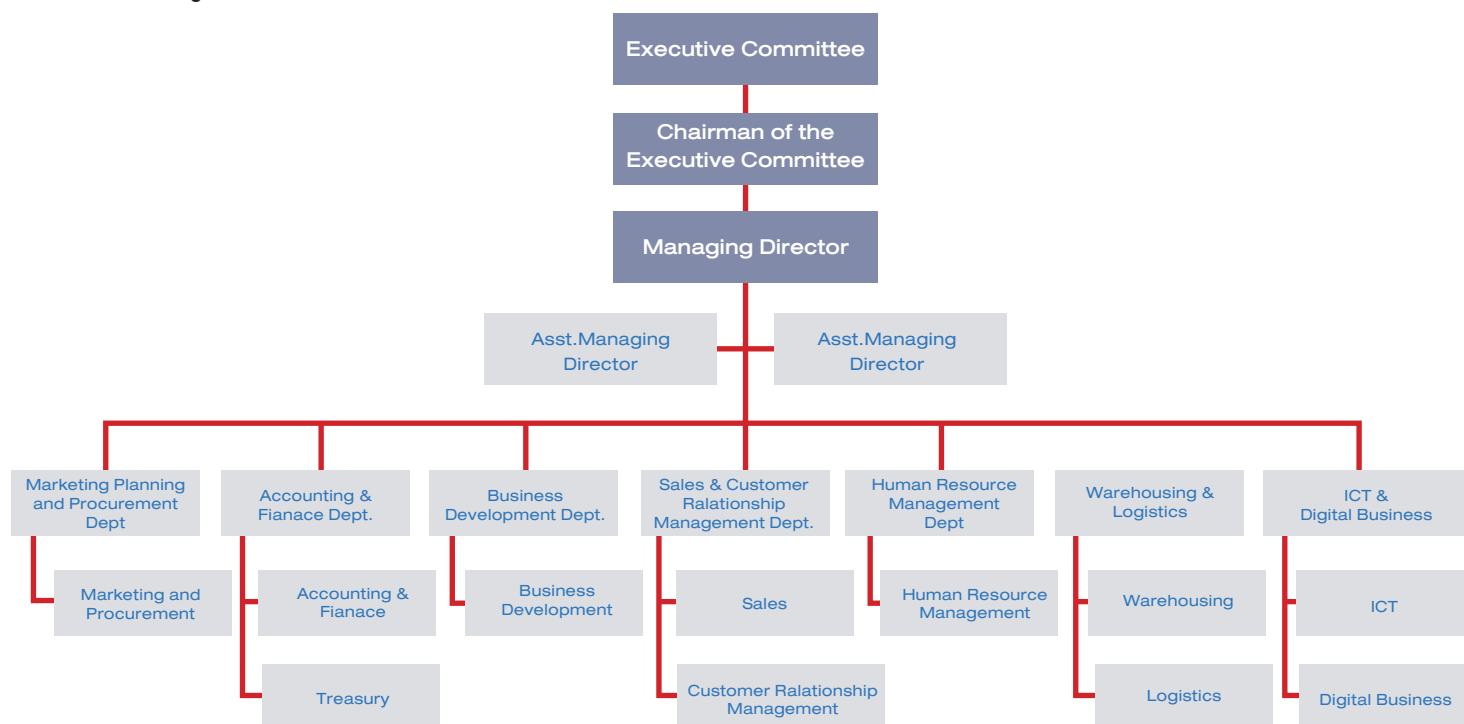 Executive Committee
Chairman of the
Executive Committee
Managing Director
Asst.Managing
Director
Asst.Managing
Director
Marketing Planning
and Procurement
Dept
Accounting &
Fianace Dept.
Business
Development Dept.
Sales & Customer
Ralationship
Management Dept.
Human Resource
Management
Dept
Warehousing &
Logistics
ICT &
Digital Business
Marketing and
Procurement
Accounting &
Fianace
Business
Development
Sales
Human Resource
Management
Warehousing
ICT
Treasury
Customer Ralationship
Management
Logistics
Digital Business